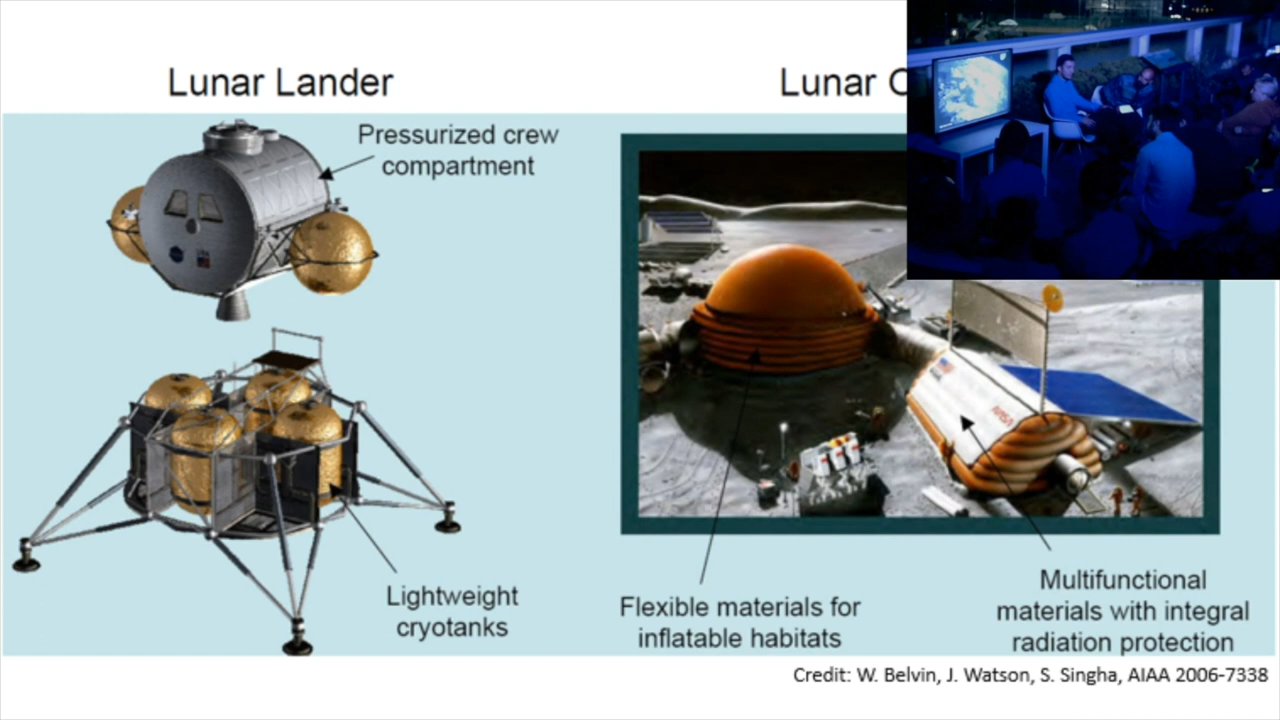 Lunar Lander
Pressurized crew
compartment
Lightweight
cryotanks
Lunar
Flexible materials for
inflatable habitats
Multifunctional
materials with integral
radiation protection
Credit: W. Belvin, J. Watson, S. Singha, AIAA 2006-7338